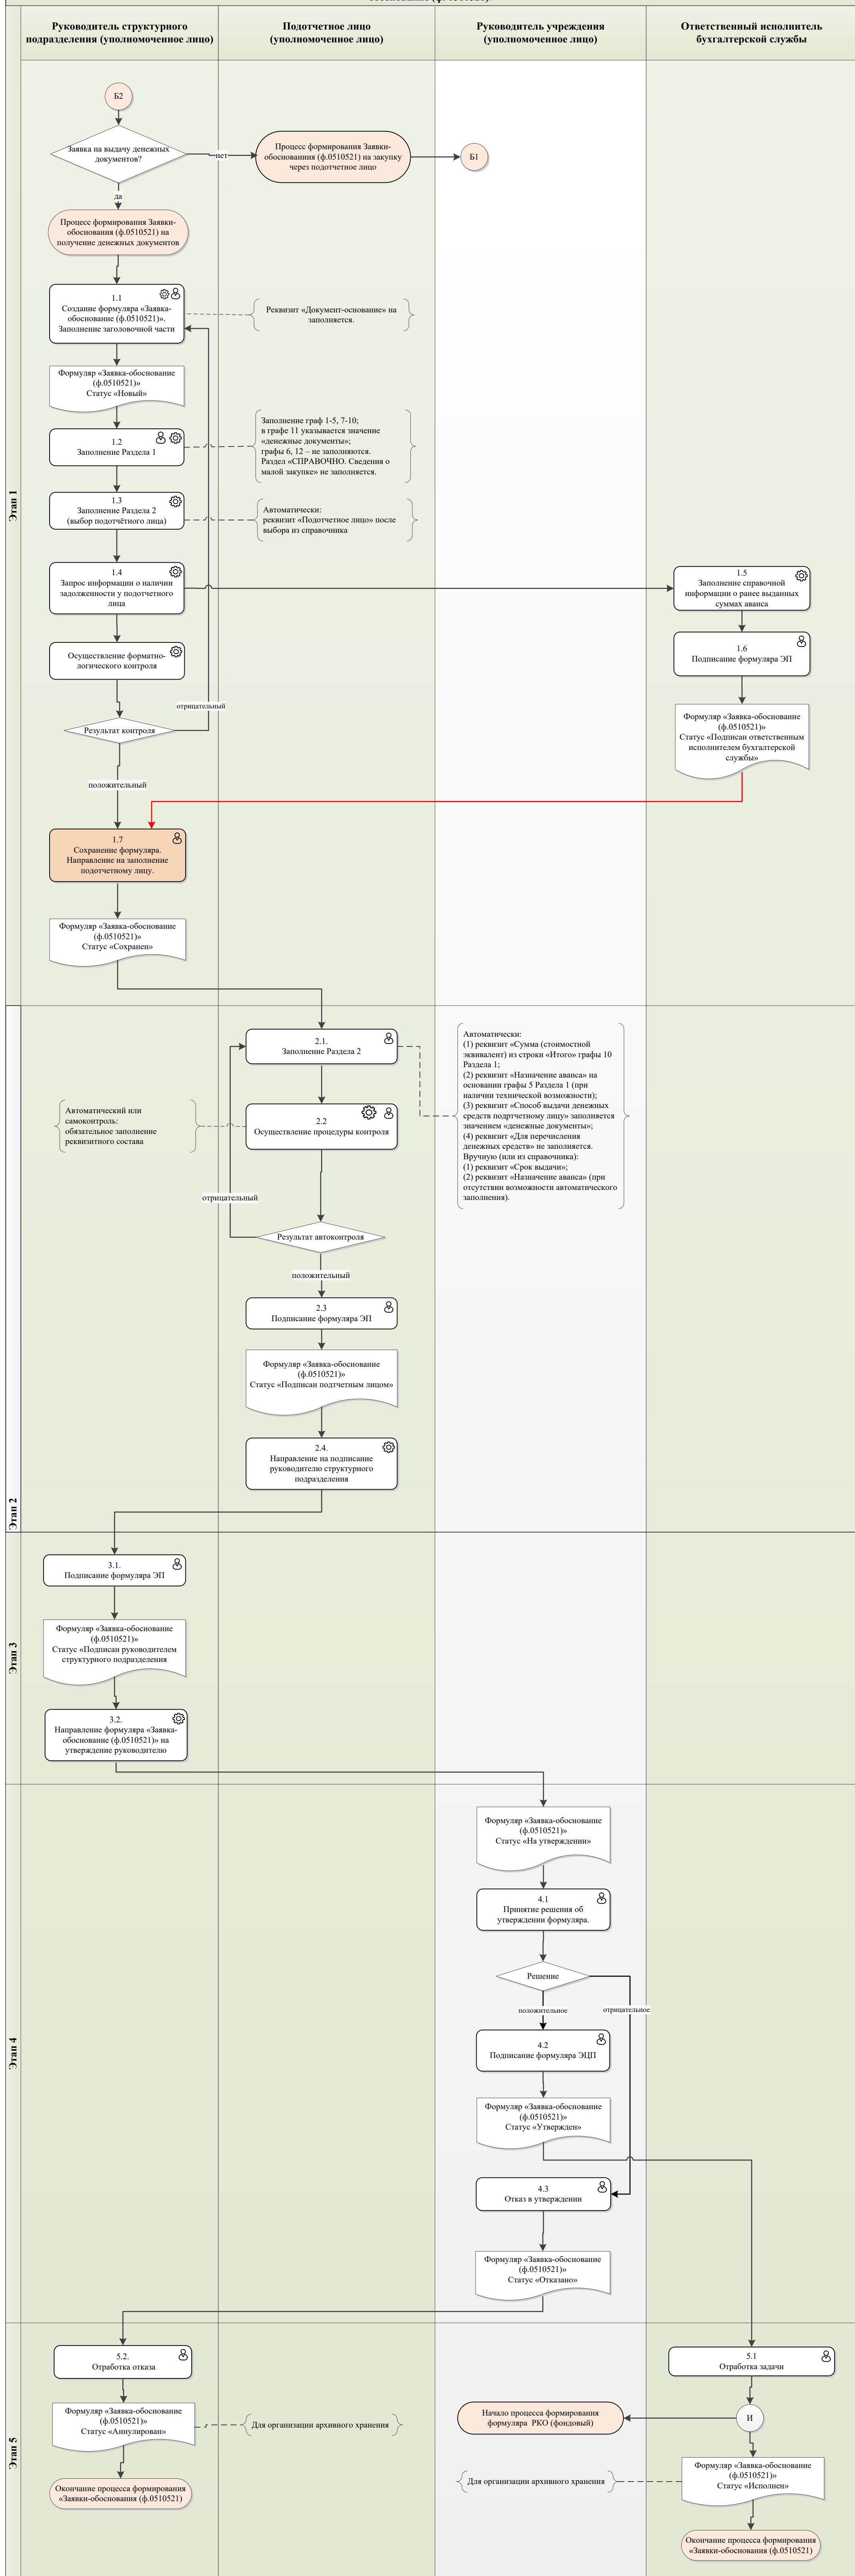 Руководитель структурного
подразделения (уполномоченное лицо)
Подотчетное лицо
(уполномоченное лицо)
Руководитель учреждения
(уполномоченное лицо)
Ответственный исполнитель
бухгалтерской службы
Этап 1
Б2
Заявка на выдачу денежных
документов?
нет
Процесс формирования Заявки-
обоснованиии (ф.0510521) на закупку
через подотчетное лицо
Б1
да
Процесс формирования Заявки-
обоснования (ф.0510521) на
получение денежных документов
1.1
Создание формуляра «Заявка-
обоснование (ф.0510521)».
Заполнение заголовочной части
Реквизит «Документ-основание» на
заполняется.
Формуляр «Заявка-обоснование
(ф.0510521)»
Статус «Новый»
1.2
Заполнение Раздела 1
Заполнение граф 1-5, 7-10;
в графе 11 указывается значение
«денежные документы»;
графы 6, 12 – не заполняются.
Раздел «СПРАВОЧНО. Сведения о
малой закупке» не заполняется.
1.3
Заполнение Раздела 2
(выбор подотчётного лица)
Автоматически:
реквизит «Подотчетное лицо» после
выбора из справочника
1.4
Запрос информации о наличии
задолженности у подотчетного
лица
1.5
Заполнение справочной
информации о ранее выданных
суммах аванса
Осуществление форматно-
логического контроля
1.6
Подписание формуляра ЭП
отрицательный
Результат контроля
Формуляр «Заявка-обоснование
(ф.0510521)»
Статус «Подписан ответственным
исполнителем бухгалтерской
службы»
положительный
1.7
Сохранение формуляра.
Направление на заполнение
подотчетному лицу.
Формуляр «Заявка-обоснование
(ф.0510521)»
Статус «Сохранен»
Этап 2
2.1.
Заполнение Раздела 2
Автоматически:
(1) реквизит «Сумма (стоимостной
эквивалент) из строки «Итого» графы 10
Раздела 1;
(2) реквизит «Назначение аванса» на
основании графы 5 Раздела 1 (при
наличии технической возможности);
(3) реквизит «Способ выдачи денежных
средств подртчетному лицу» заполняется
значением «денежные документы»;
(4) реквизит «Для перечисления
денежных средств» не заполняется.
Вручную (или из справочника):
(1) реквизит «Срок выдачи»;
(2) реквизит «Назначение аванса» (при
отсутствии возможности автоматического
заполнения).
Автоматический или
самоконтроль:
обязательное заполнение
реквизитного состава
2.2
Осуществление процедуры контроля
отрицательный
Результат автоконтроля
положительный
2.3
Подписание формуляра ЭП
Формуляр «Заявка-обоснование
(ф.0510521)»
Статус «Подписан подтчетным лицом»
2.4.
Направление на подписание
руководителю структурного
подразделения
Этап 3
3.1.
Подписание формуляра ЭП
Формуляр «Заявка-обоснование
(ф.0510521)»
Статус «Подписан руководителем
структурного подразделения
3.2.
Направление формуляра «Заявка-
обоснование (ф.0510521)» на
утверждение руководителю
Этап 4
Формуляр «Заявка-обоснование
(ф.0510521)»
Статус «На утверждении»
4.1
Принятие решения об
утверждении формуляра.
Решение
положительное
отрицательное
4.2
Подписание формуляра ЭЦП
Формуляр «Заявка-обоснование
(ф.0510521)»
Статус «Утвержден»
4.3
Отказ в утверждении
Формуляр «Заявка-обоснование
(ф.0510521)»
Статус «Отказано»
Этап 5
5.2.
Отработка отказа
5.1
Отработка задачи
Формуляр «Заявка-обоснование
(ф.0510521)»
Статус «Аннулирован»
Для организации архивного хранения
Начало процесса формирования
формуляра РКО (фондовый)
И
Для организации архивного хранения
Формуляр «Заявка-обоснование
(ф.0510521)»
Статус «Исполнен»
Окончание процесса формирования
«Заявки-обоснования (ф.0510521)
Окончание процесса формирования
«Заявки-обоснования (ф.0510521)